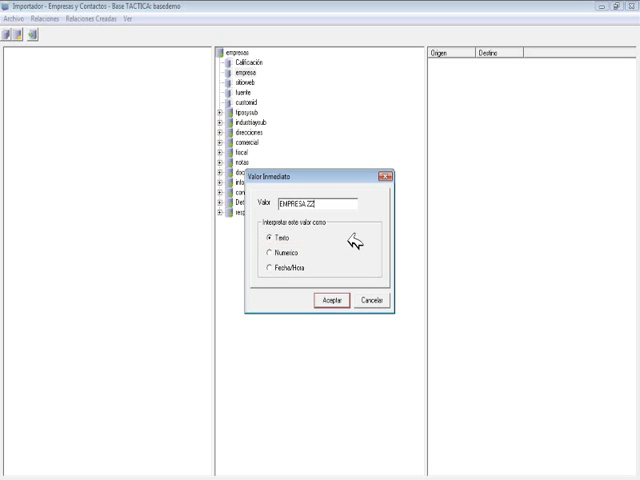 Importador - Empresas y Contactos - Base TACTICA: basedemo
Archivo Relaciones Relaciones Creadas Ver
empresas
Calificación
empresa
sitioweb
fuente
customid
tiposysub
industriaysub
direcciones
comercial
fiscal
notas
Origen Destino
Valor Inmediato
Valor EMPRESA ZZ
Interpretar este valor como
Texto
Numerico
Fecha/Hora
Aceptar Cancelar